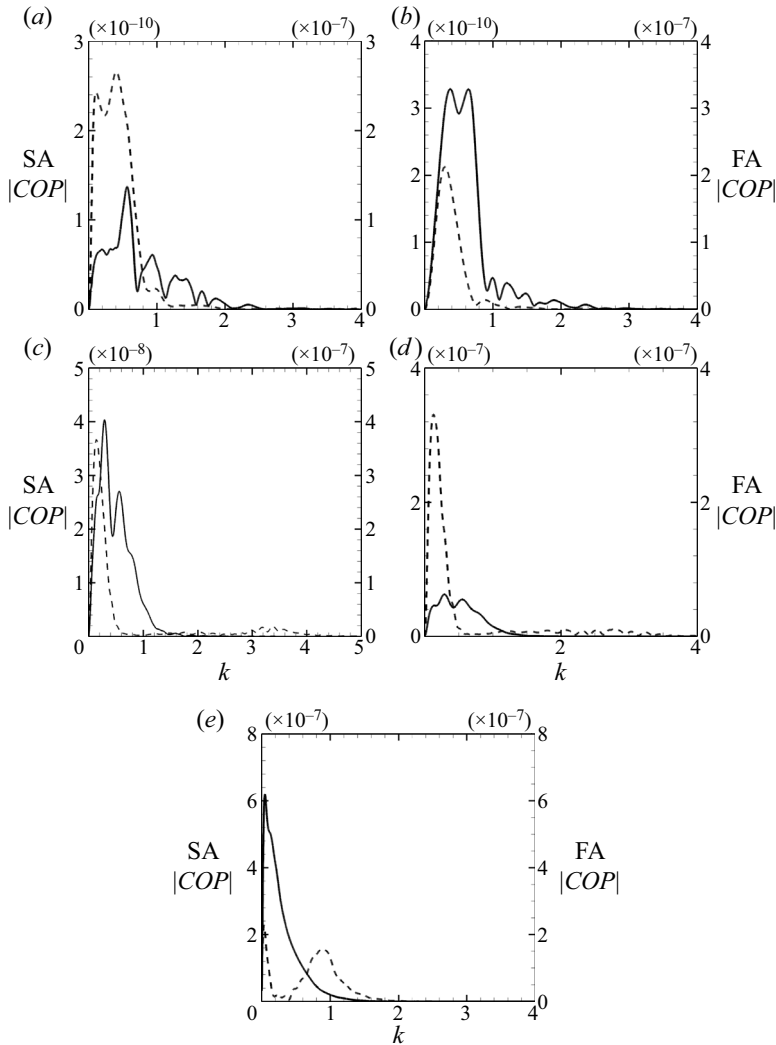 (a) (×10–10) (×10–7) (b) (×10–10) (×10–7)
3 3 4 4
3 3
2 2
SA FA
|COP| 2 2 |COP|
1 1
1 1
0 0 0 0
0 1 2 3 4 0 1 2 3 4
(c) (×10–8) (×10–7) (d) (×10–7) (×10–7)
5 5 4 4
4 4
SA 3 3 FA
|COP| 2 2 |COP|
2 2
1 1
0 0 0 0
0 1 2 3 4 5 2 4
k k
(e) (×10–7) (×10–7)
8 8
6 6
SA FA
|COP| 4 4 |COP|
2 2
0 0
0 1 2 3 4
k